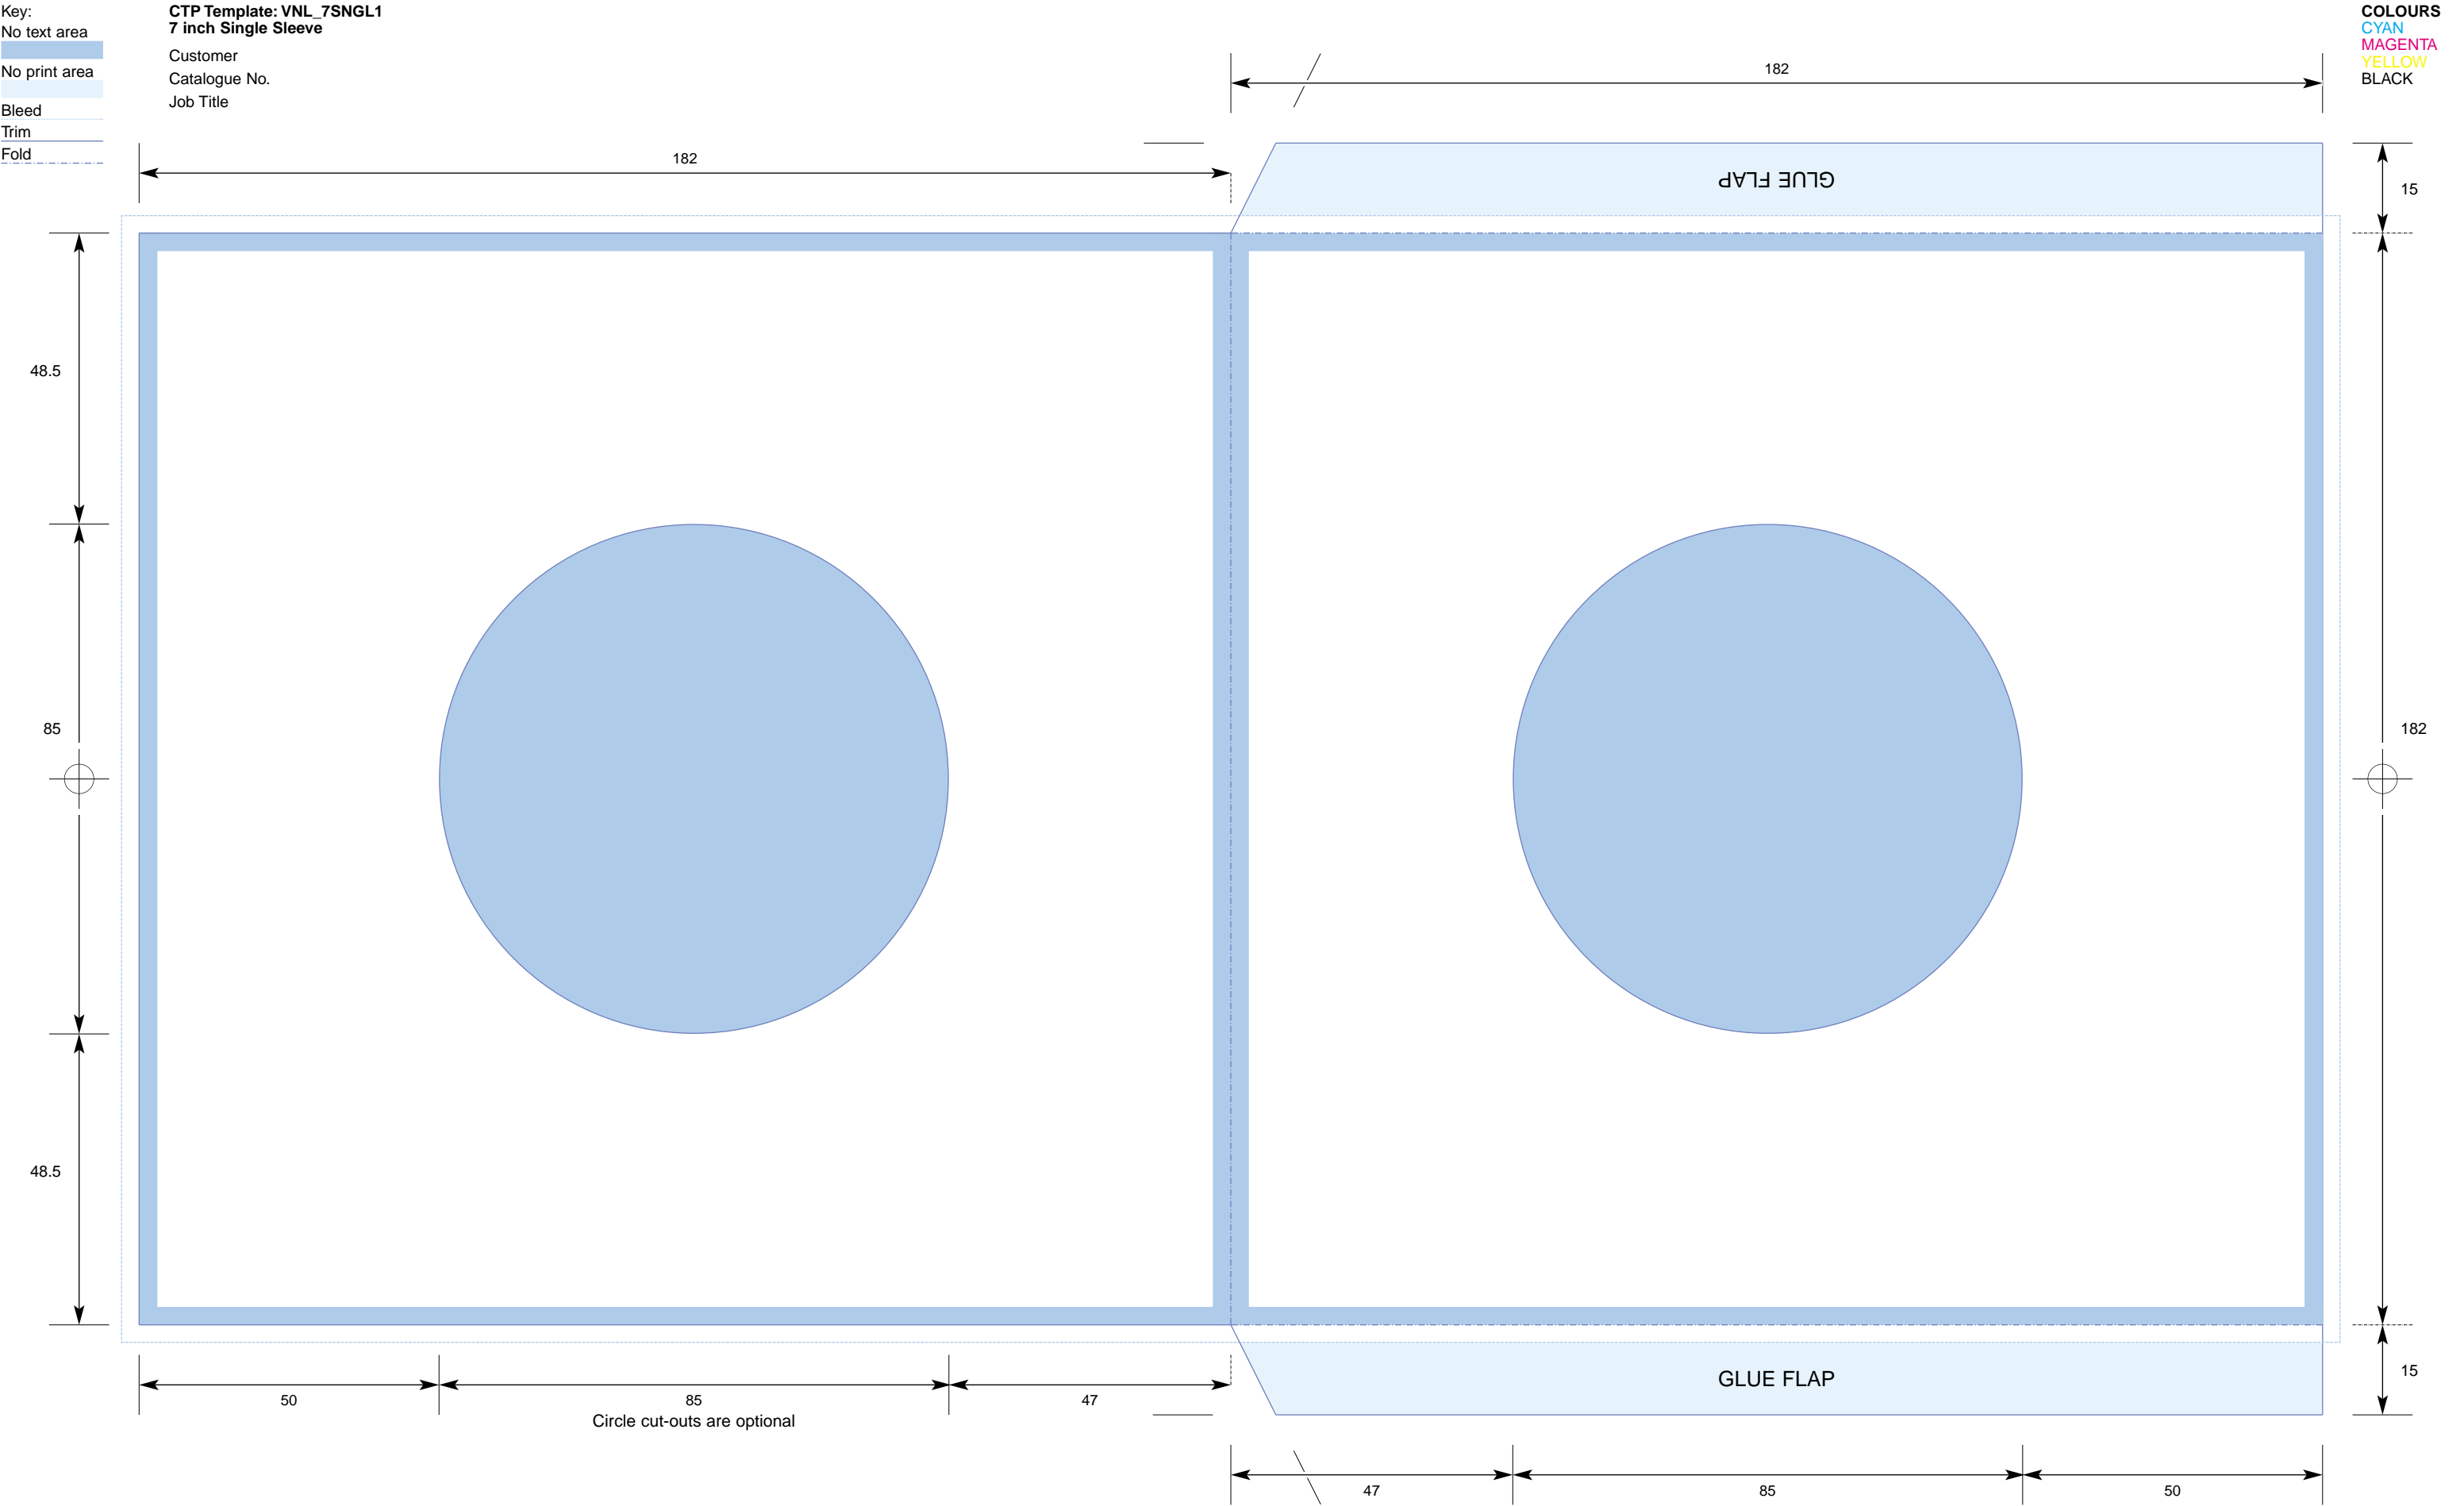 Key:
No text area
No print area
Bleed
Trim
Fold
CTP Template: VNL_7SNGL1
7 inch Single Sleeve
Customer
Catalogue No.
Job Title
COLOURS
CYAN
MAGENTA
YELLOW
BLACK
182
182
GLUE FLAP
15
48.5
85
182
48.5
GLUE FLAP
15
50
85
47
Circle cut-outs are optional
47
85
50